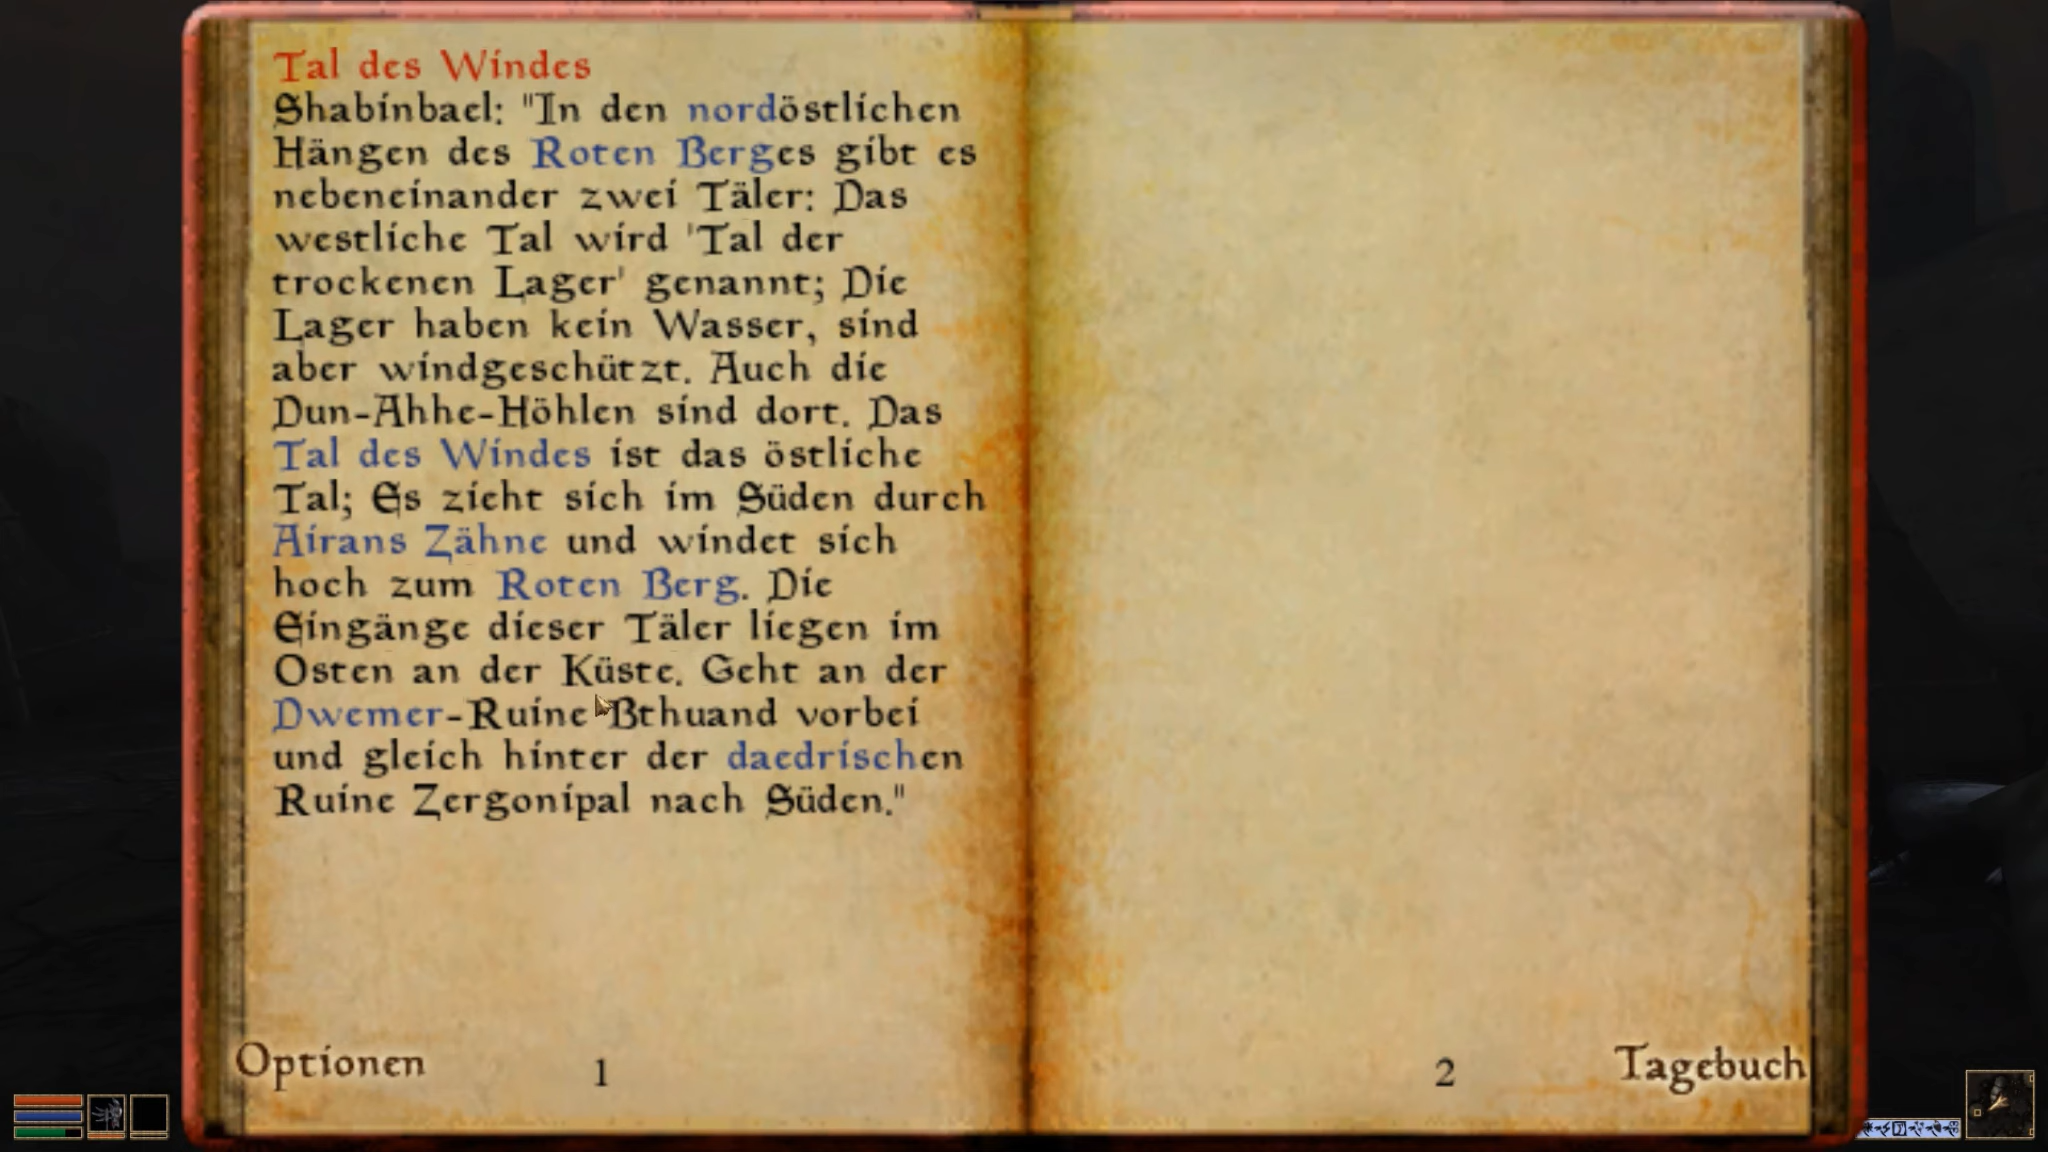 Tal des Windes
Shabinbael: "In den nordöstlichen
Hängen des Roten Berges gibt es
nebeneinander zwei Täler: Das
westliche Tal wird 'Tal der
trockenen Lager' genannt; Die
Lager haben kein Wasser, sind
aber windgeschützt. Auch die
Dun-Ahhe-Höhlen sind dort. Das
Tal des Windes ist das östliche
Tal; Es zieht sich im Süden durch
Airans Zähne und windet sich
hoch zum Roten Berg. Die
Eingänge dieser Täler liegen im
Osten an der Küste. Geht an der
Dwemer-Ruine Bthuand vorbei
und gleich hinter der daedrischen
Ruine Zergonipal nach Süden."
Optionen
1
2
Tagebuch